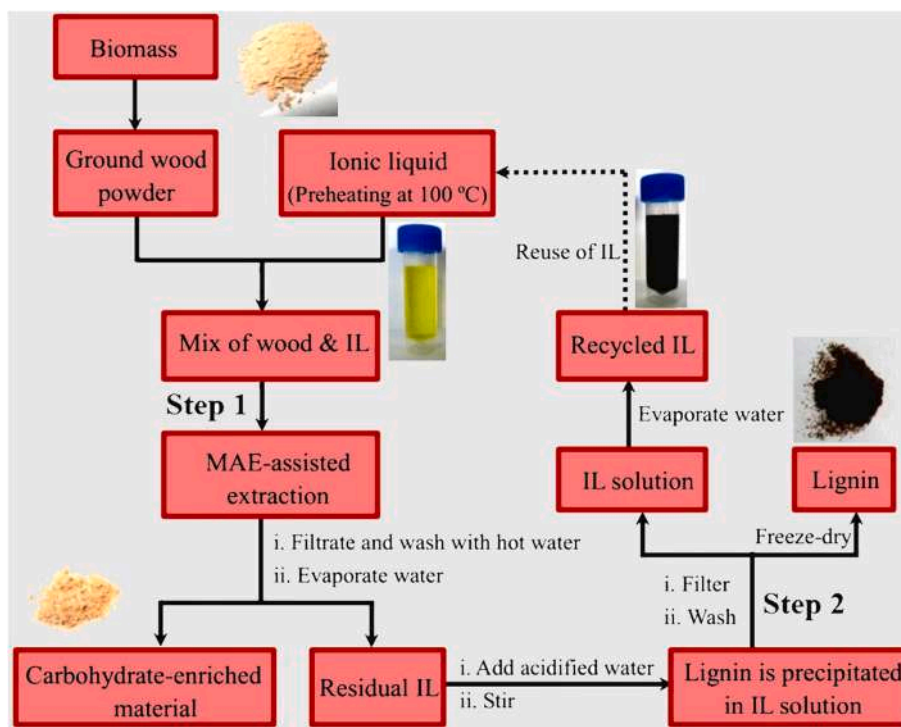 Biomass
Ground wood
powder
Ionic liquid
(Preheating at 100 ºC)
Reuse of IL
Mix of wood & IL
Recycled IL
Step 1
Evaporate water
MAE-assisted
extraction
IL solution
Lignin
Freeze-dry
i. Filtrate and wash with hot water
ii. Evaporate water
i. Filter
ii. Wash
Step 2
Carbohydrate-enriched
material
Residual IL
i. Add acidified water
ii. Stir
Lignin is precipitated
in IL solution